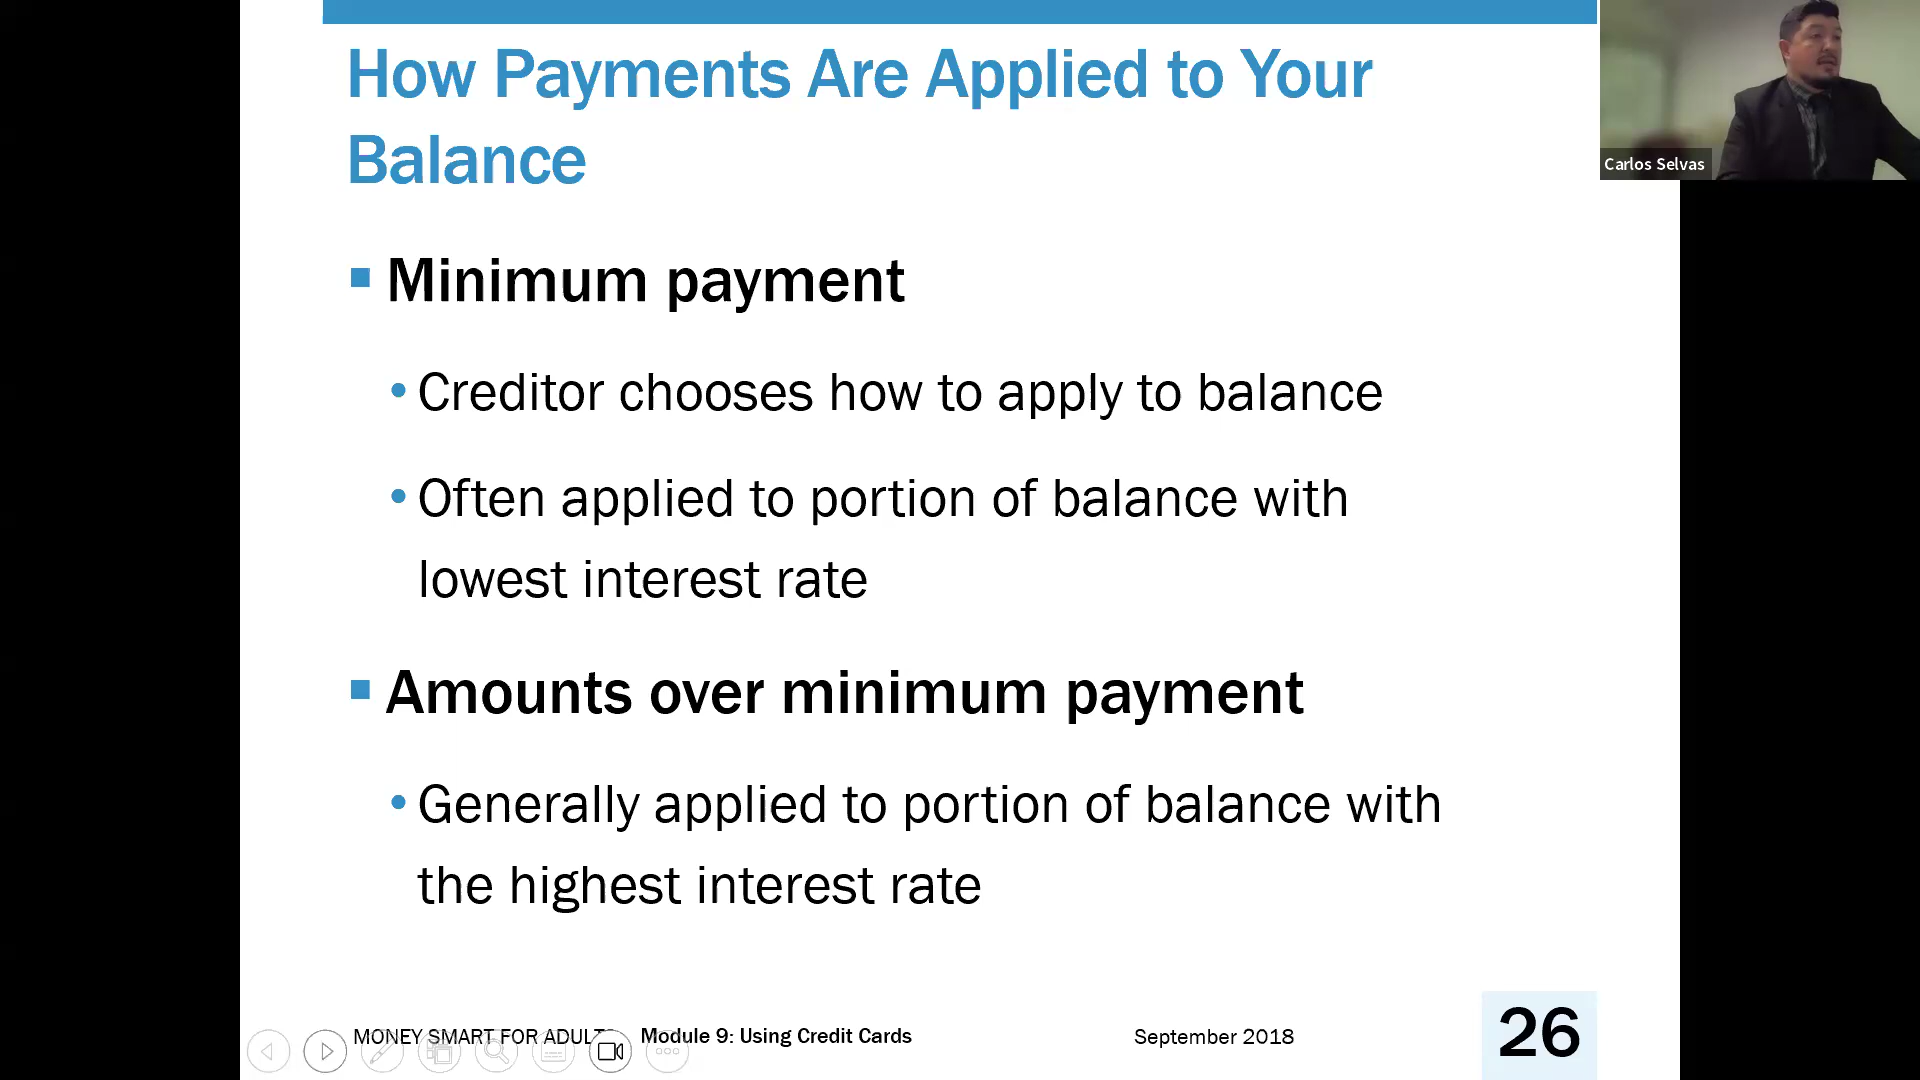 How Payments Are Applied to Your
Balance
Carlos Selvas
Minimum payment
Creditor chooses how to apply to balance
Often applied to portion of balance with
lowest interest rate
Amounts over minimum payment
Generally applied to portion of balance with
the highest interest rate
MONEY SMART FOR ADULTS Module 9: Using Credit Cards September 2018 26